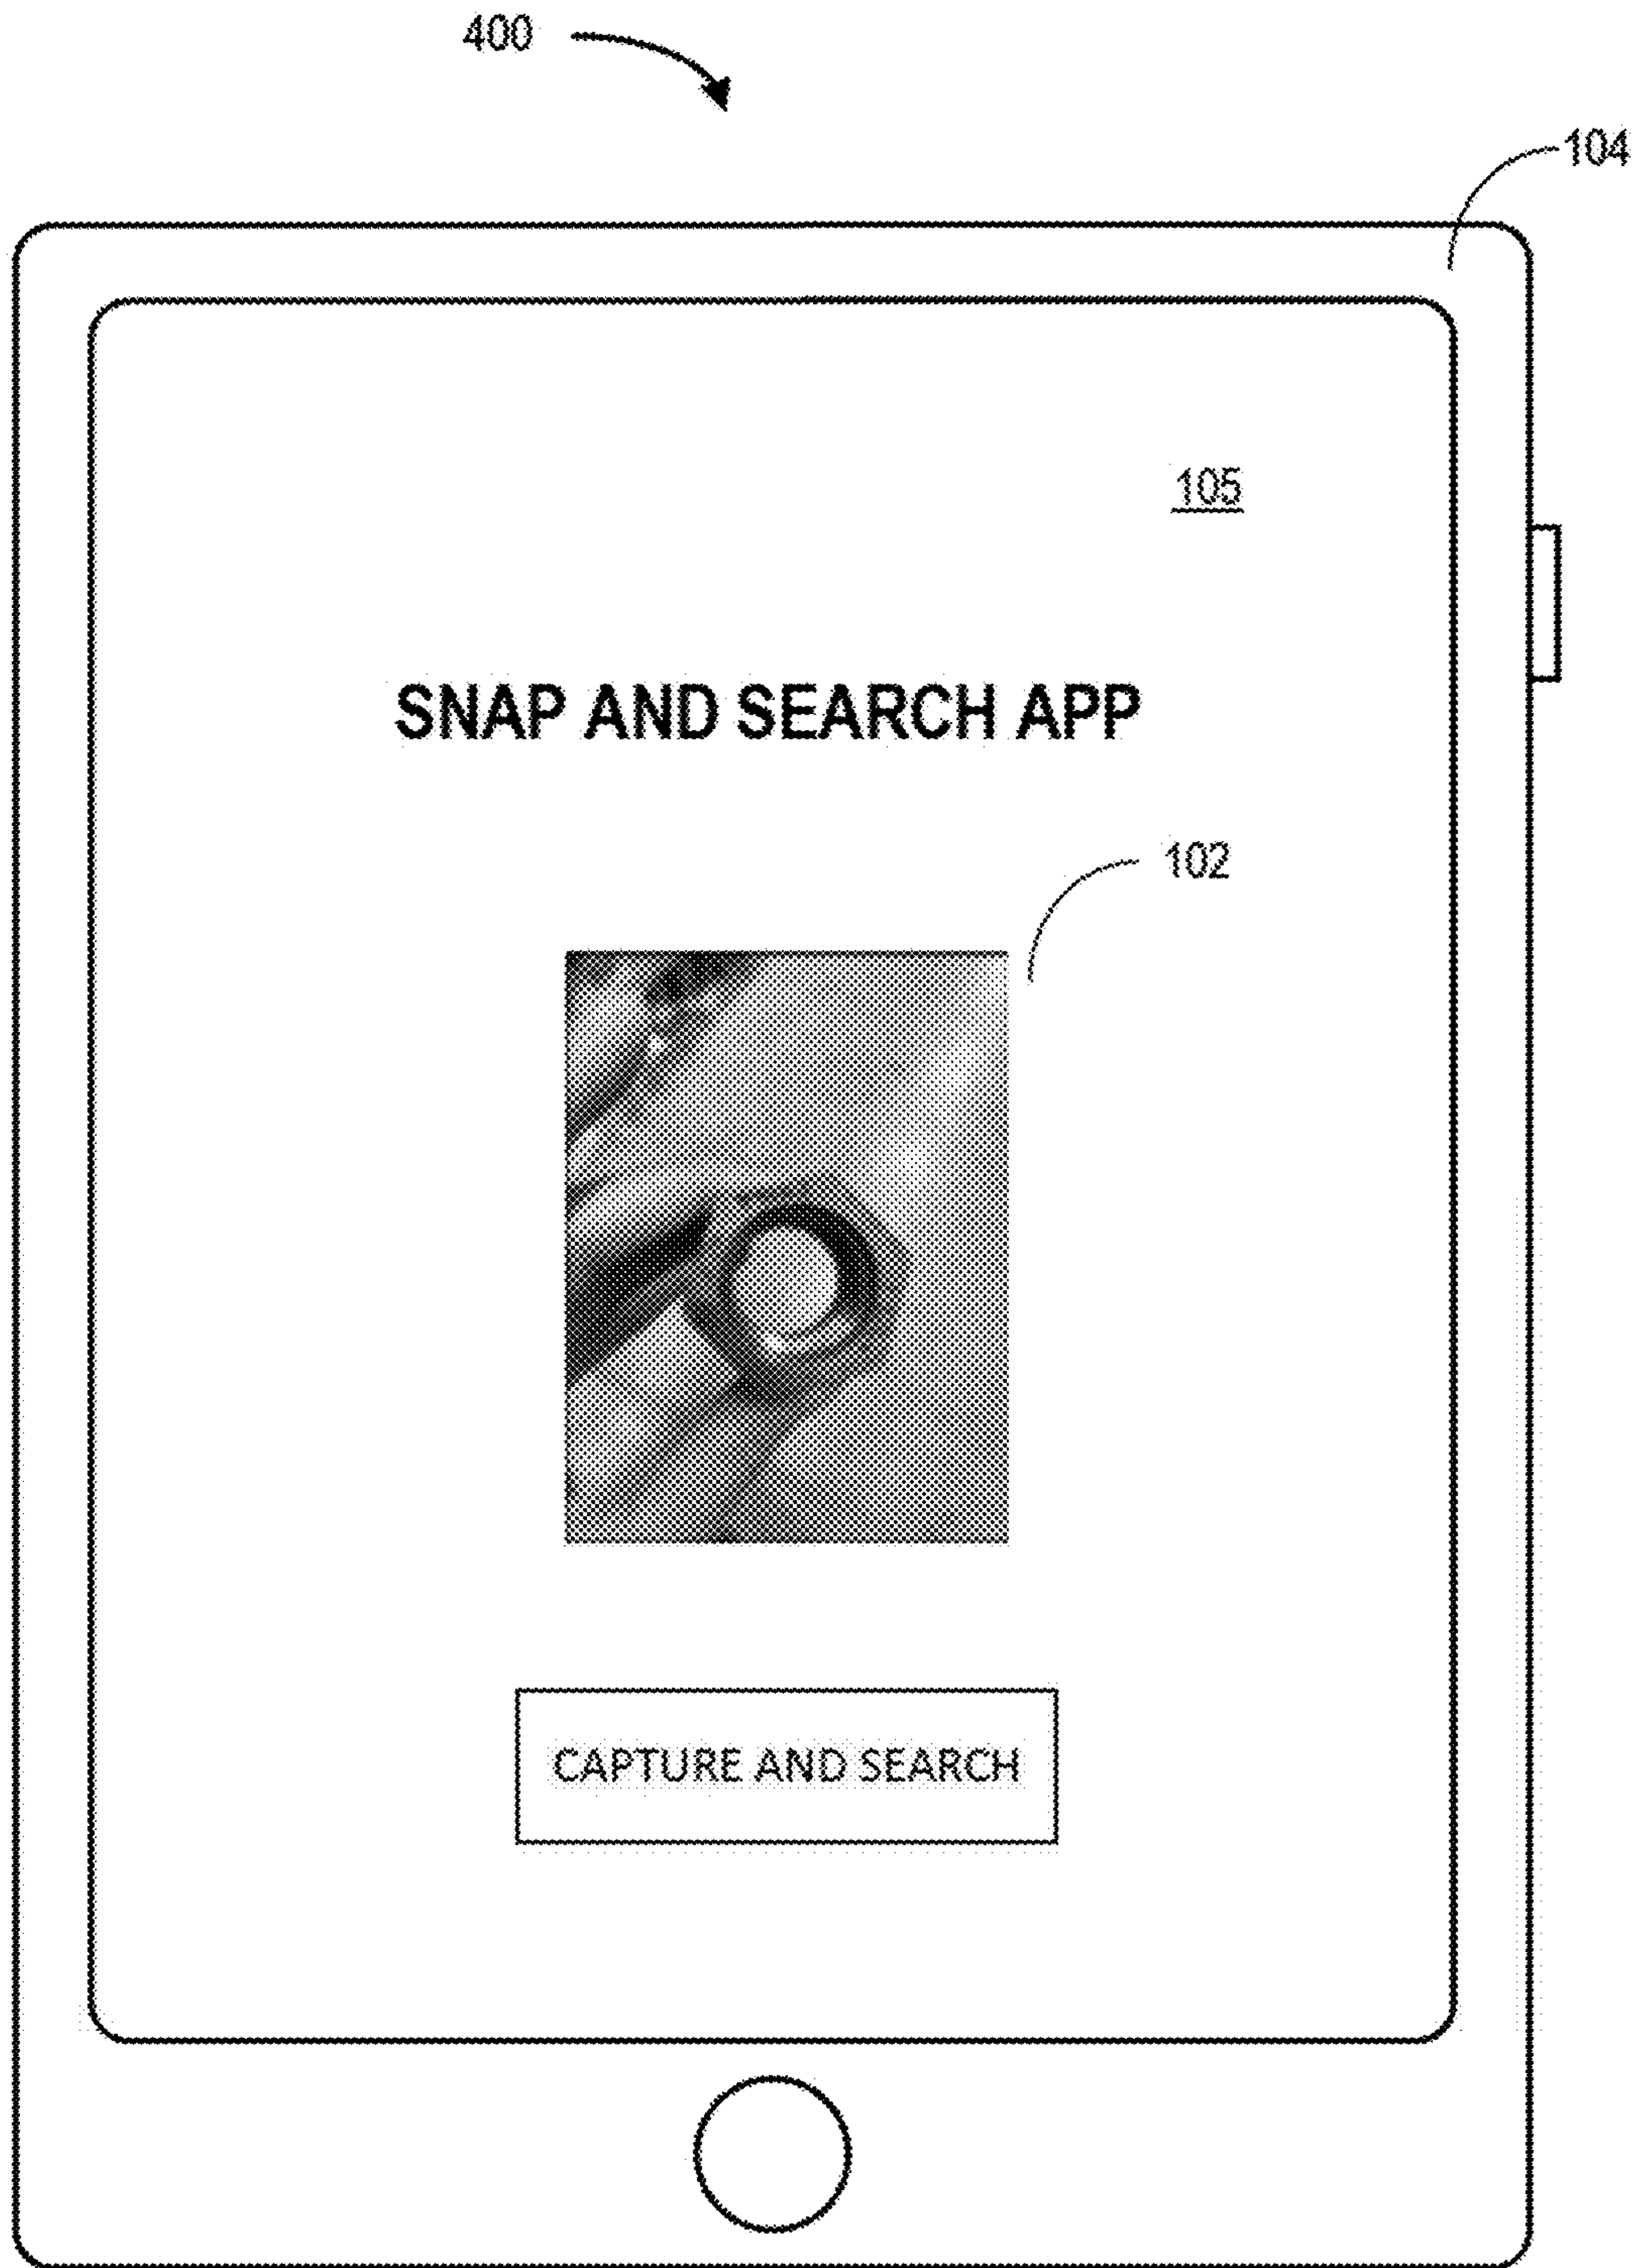 400
104
105
SNAP AND SEARCH APP
102
CAPTURE AND SEARCH